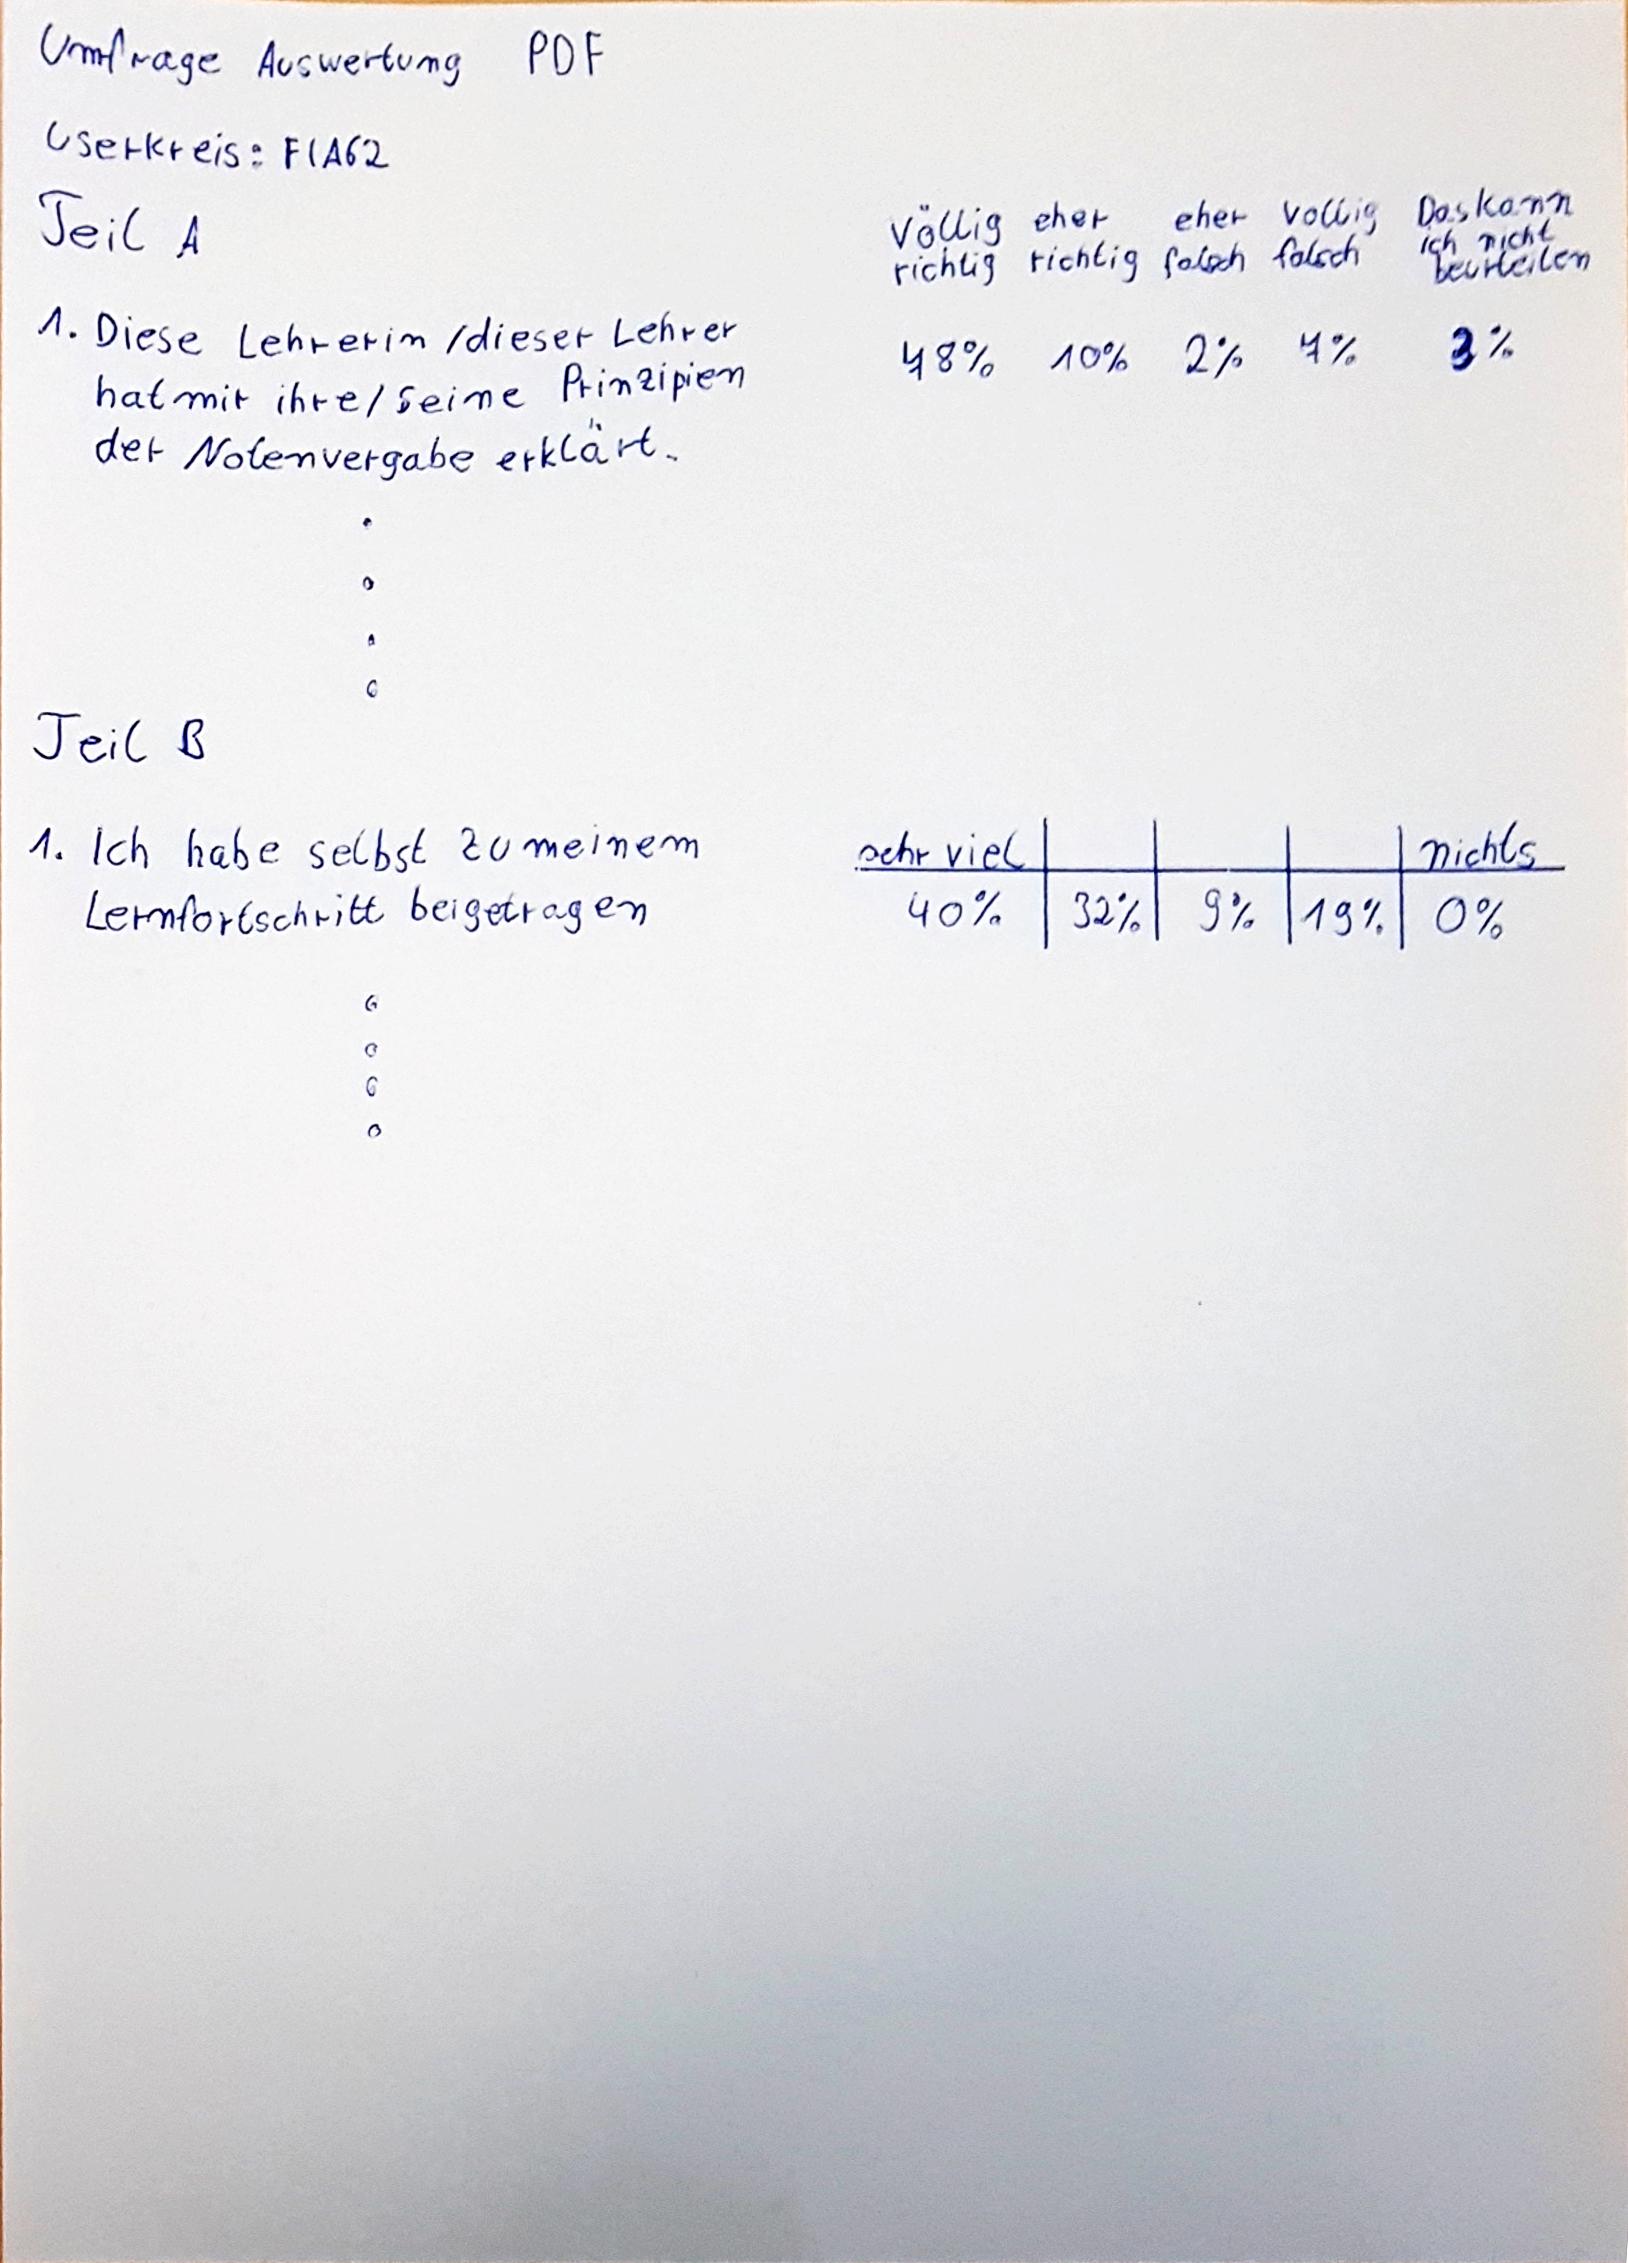 Umfrage Auswertung PDF
Userkreis: FIA62
Teil A
Völlig eher eher völlig Das kann
richtig richtig falsch falsch ich nicht
beurteilen
1. Diese Lehrerin/dieser Lehrer
hat mir ihre/seine Prinzipien
der Notenvergabe erklärt.
48% 10% 2% % 3%
Teil B
1. Ich habe selbst zu meinem
Lernfortschritt beigetragen
sehr viel nichts
40% 32% 9% 19% 0%